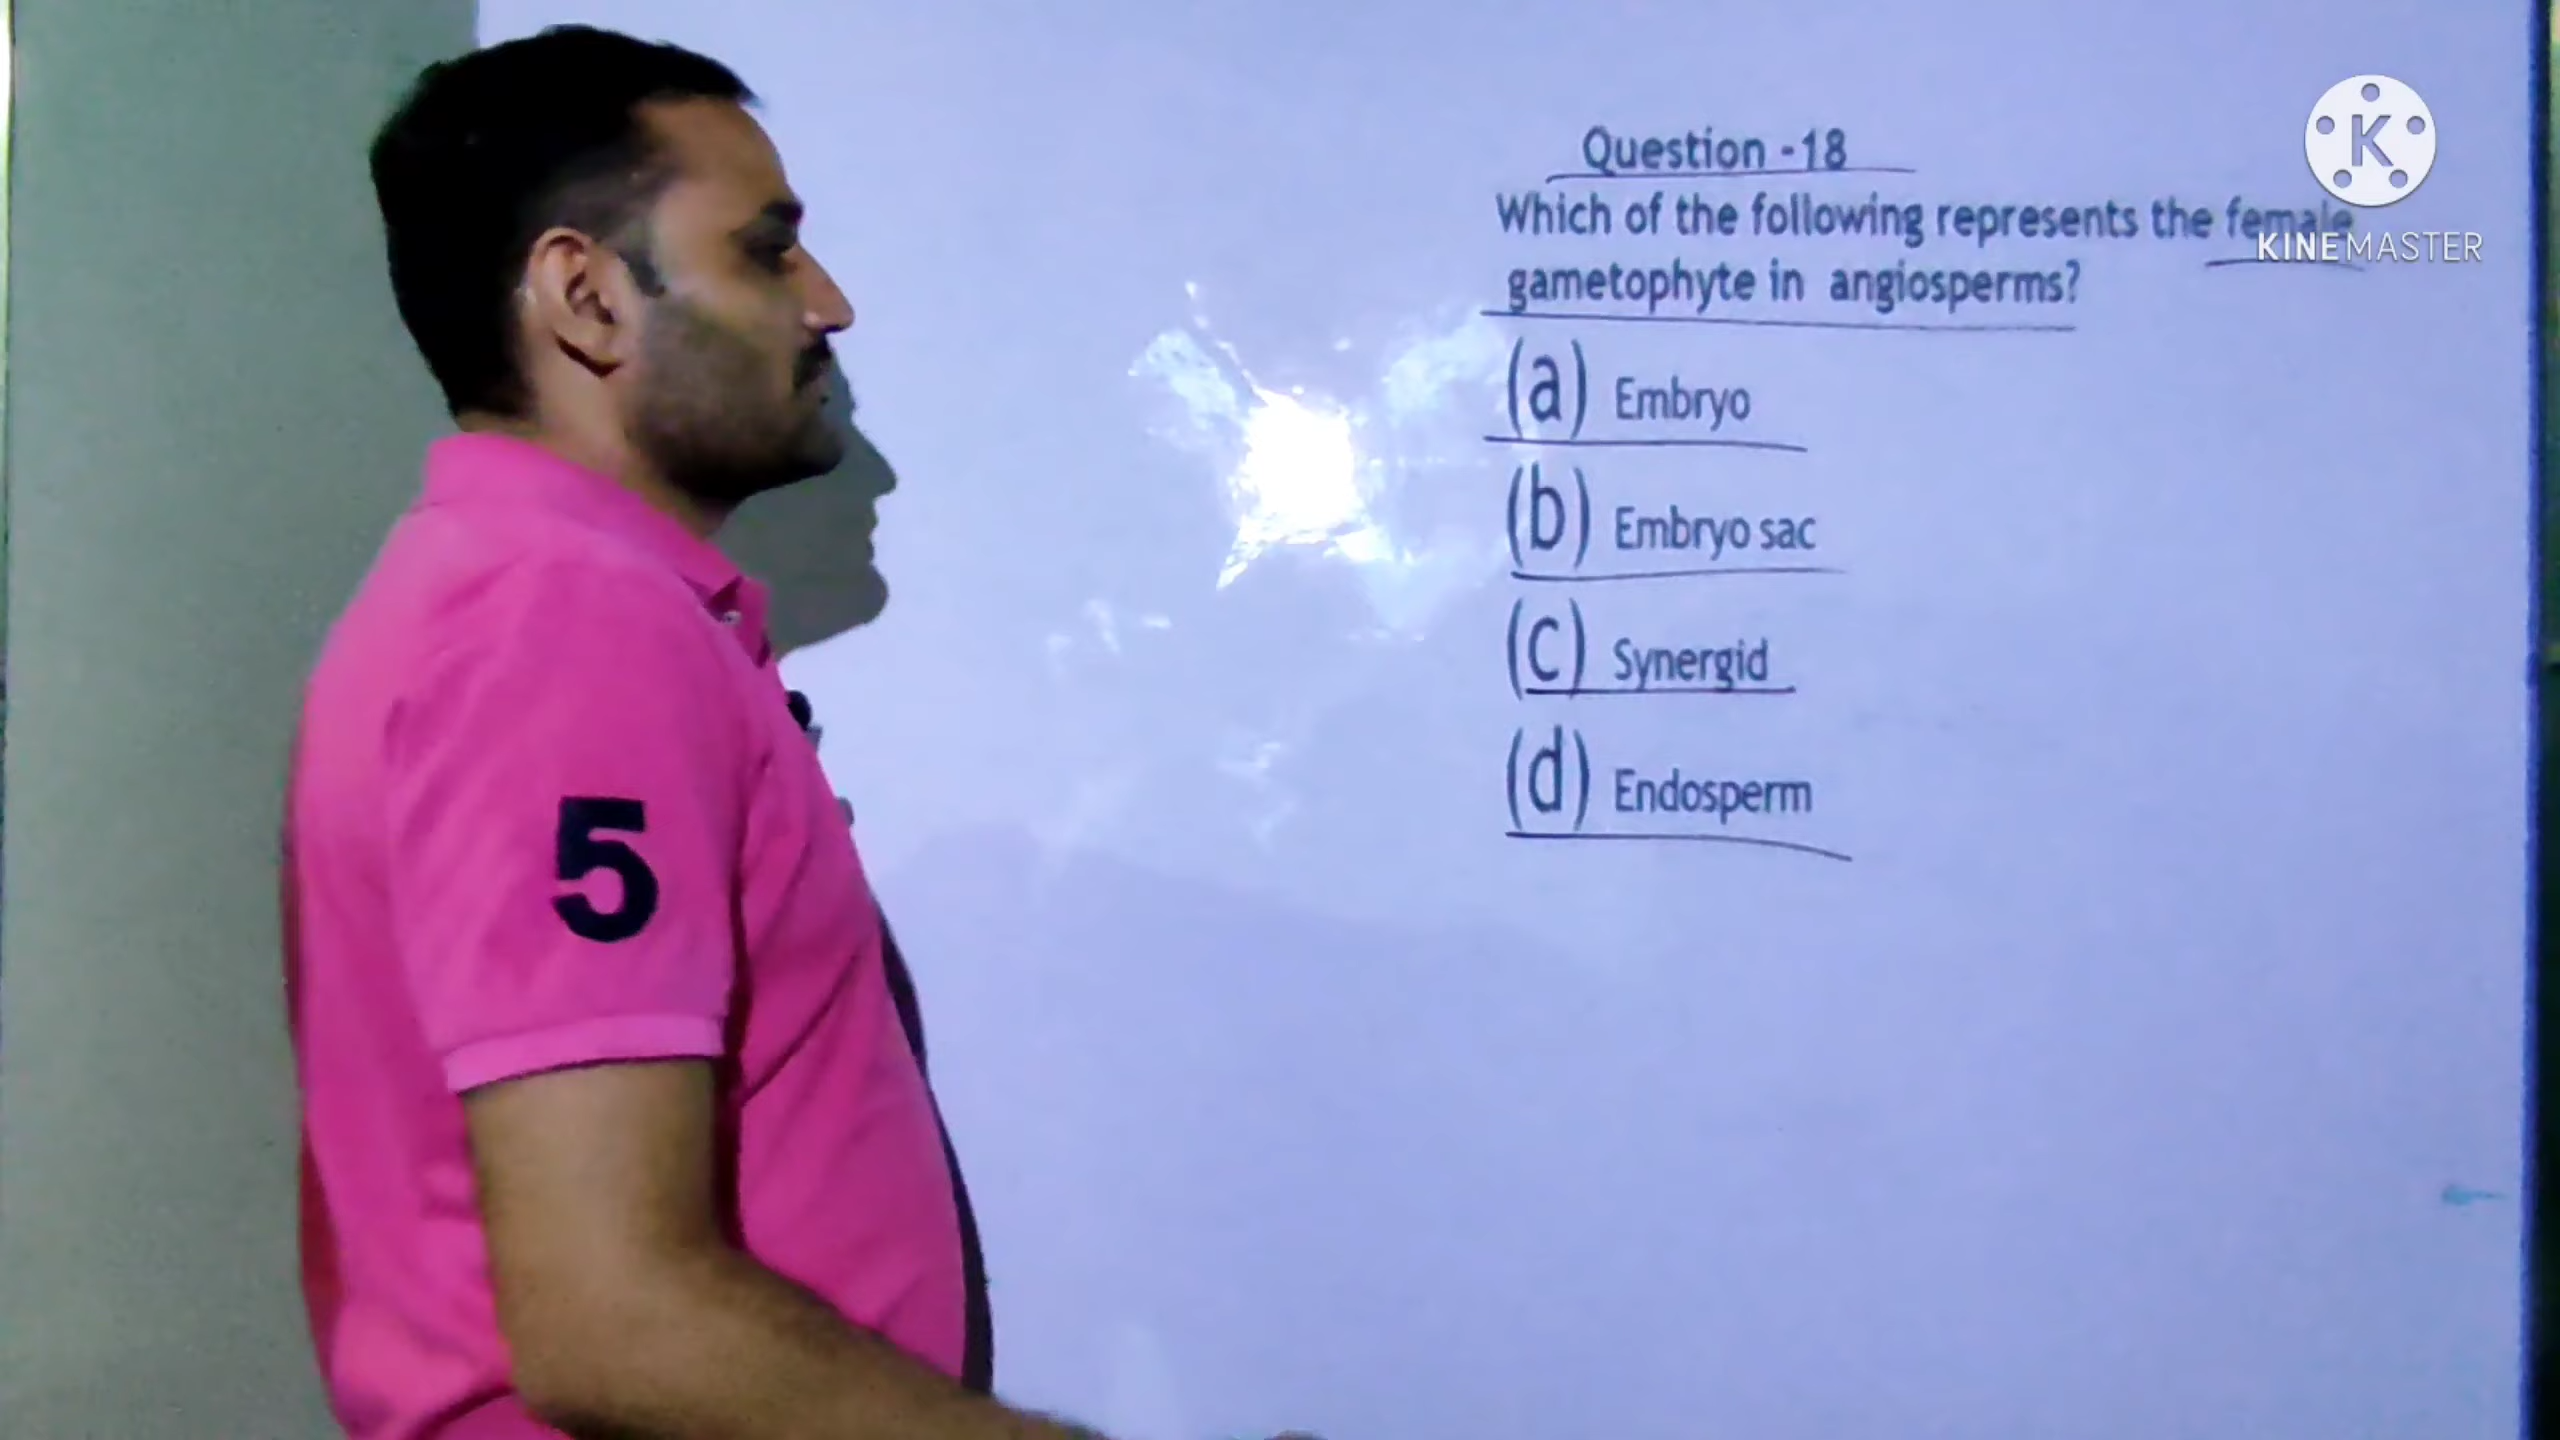 Question -18
Which of the following represents the female
gametophyte in angiosperms?
(a) Embryo
(b) Embryo sac
(c) Synergid
(d) Endosperm
5
K
KINEMASTER